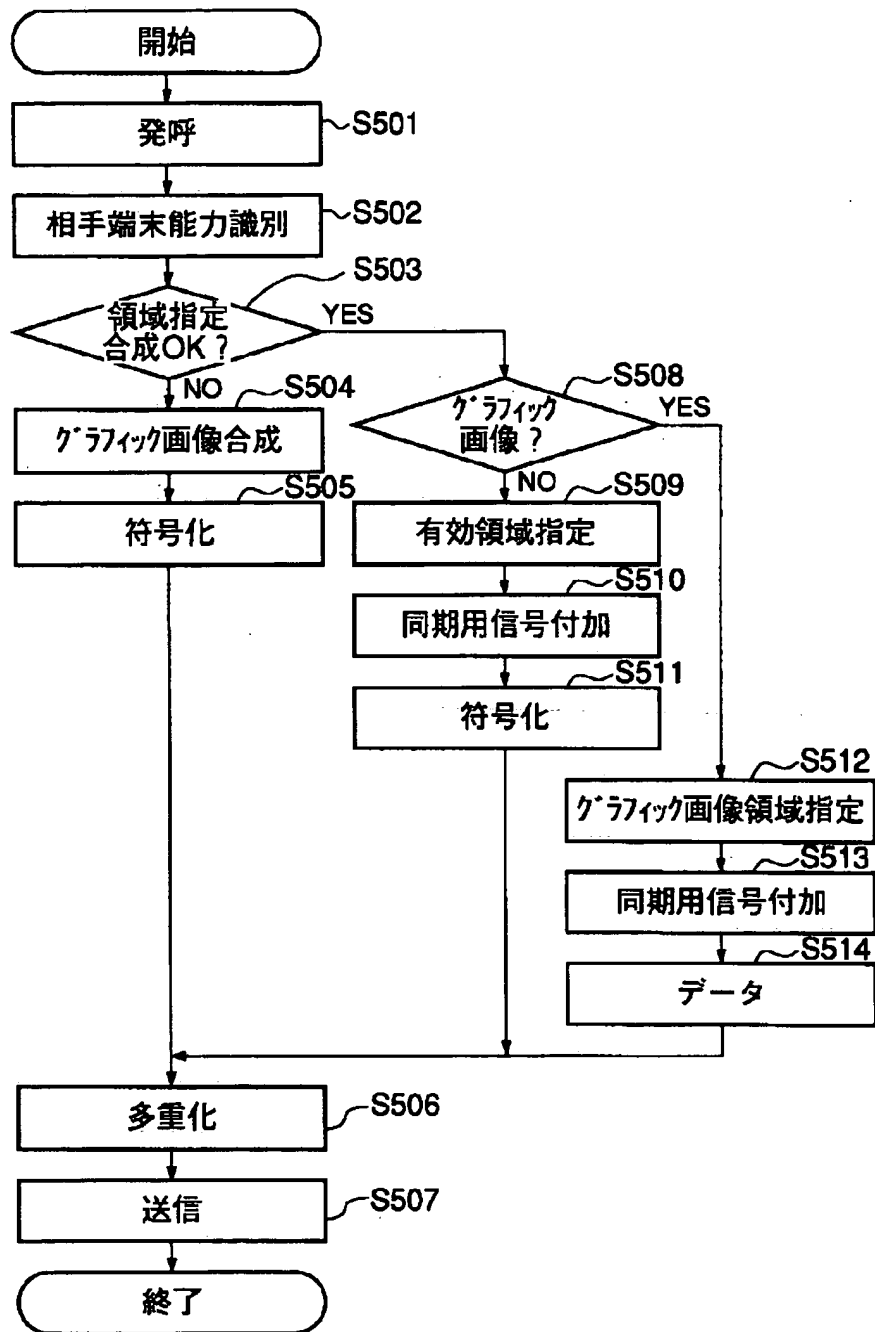 開始
発呼
S501
相手端末能力識別
S502
S503
領域指定
合成OK?
YES
NO
S504
グラフィック画像合成
S505
符号化
S508
グラフィック
画像?
YES
NO
S509
有効領域指定
S510
同期用信号付加
S511
符号化
S512
グラフィック画像領域指定
S513
同期用信号付加
S514
データ
多重化
S506
送信
S507
終了